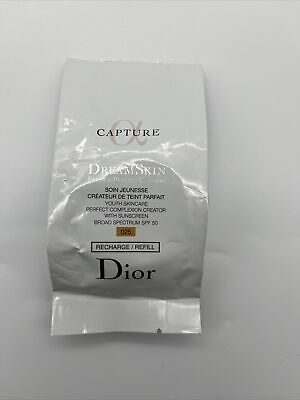 α
CAPTURE
DREAMSKIN
SOIN JEUNESSE
CRÉATEUR DE TEINT PARFAIT
YOUTH SKINCARE
PERFECT COMPLEXION CREATOR
WITH SUNSCREEN
BROAD SPECTRUM SPF 50
025
RECHARGE / REFILL
Dior